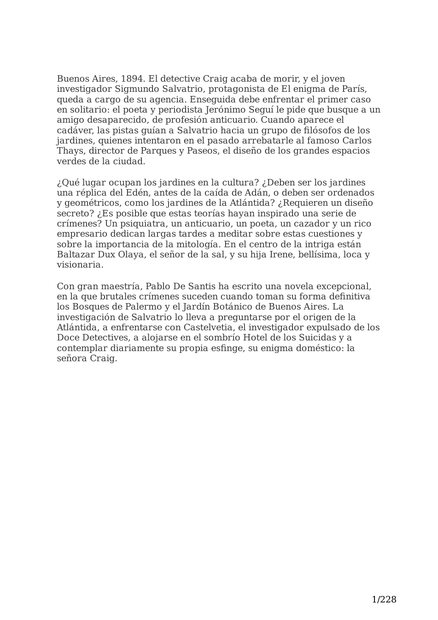 Buenos Aires, 1894. El detective Craig acaba de morir, y el joven
investigador Sigmundo Salvatrio, protagonista de El enigma de París,
queda a cargo de su agencia. Enseguida debe enfrentar el primer caso
en solitario: el poeta y periodista Jerónimo Seguí le pide que busque a un
amigo desaparecido, de profesión anticuario. Cuando aparece el
cadáver, las pistas guían a Salvatrio hacia un grupo de filósofos de los
jardines, quienes intentaron en el pasado arrebatarle al famoso Carlos
Thays, director de Parques y Paseos, el diseño de los grandes espacios
verdes de la ciudad.
¿Qué lugar ocupan los jardines en la cultura? ¿Deben ser los jardines
una réplica del Edén, antes de la caída de Adán, o deben ser ordenados
y geométricos, como los jardines de la Atlántida? ¿Requieren un diseño
secreto? ¿Es posible que estas teorías hayan inspirado una serie de
crímenes? Un psiquiatra, un anticuario, un poeta, un cazador y un rico
empresario dedican largas tardes a meditar sobre estas cuestiones y
sobre la importancia de la mitología. En el centro de la intriga están
Baltazar Dux Olaya, el señor de la sal, y su hija Irene, bellísima, loca y
visionaria.
Con gran maestría, Pablo De Santis ha escrito una novela excepcional,
en la que brutales crímenes suceden cuando toman su forma definitiva
los Bosques de Palermo y el Jardín Botánico de Buenos Aires. La
investigación de Salvatrio lo lleva a preguntarse por el origen de la
Atlántida, a enfrentarse con Castelvetia, el investigador expulsado de los
Doce Detectives, a alojarse en el sombrío Hotel de los Suicidas y a
contemplar diariamente su propia esfinge, su enigma doméstico: la
señora Craig.
1/228